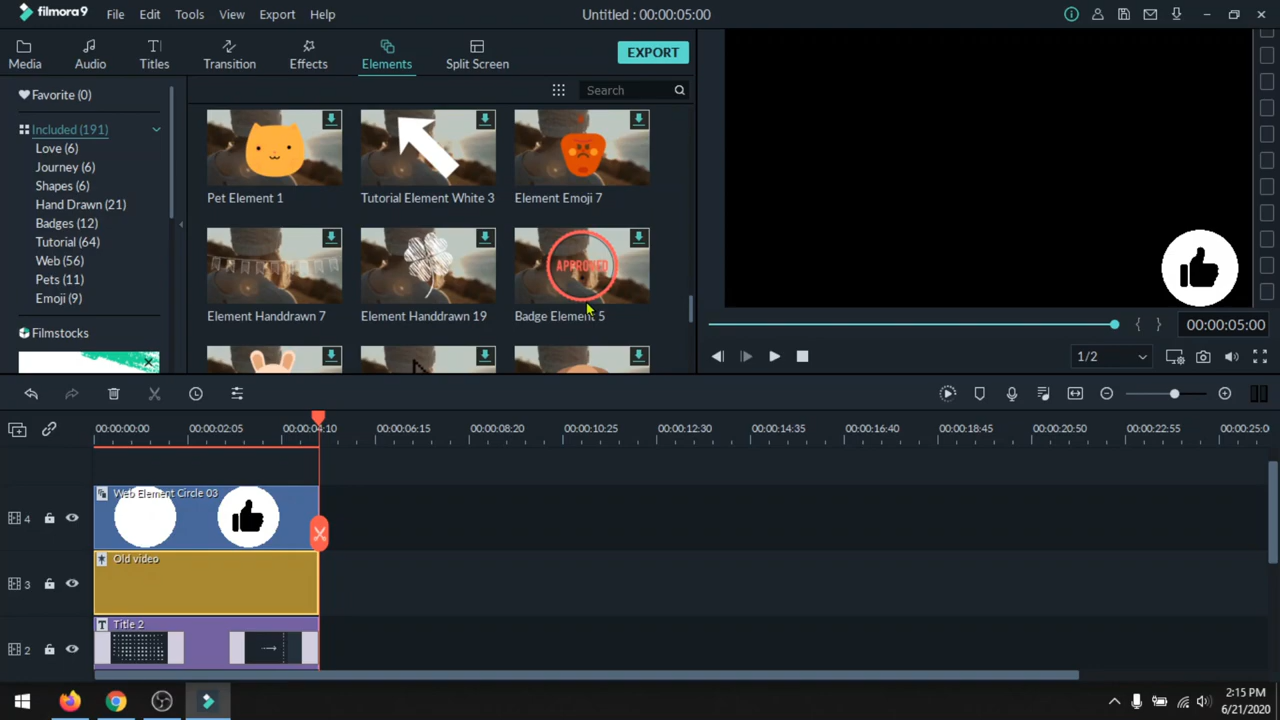 filmora9
File Edit Tools View Export Help
Untitled : 00:00:05:00
Media Audio Titles Transition Effects Elements Split Screen
EXPORT
Favorite (0)
Search
Included (191)
Love (6)
Journey (6)
Shapes (6)
Hand Drawn (21)
Badges (12)
Tutorial (64)
Web (56)
Pets (11)
Emoji (9)
Filmstocks
Pet Element 1 Tutorial Element White 3 Element Emoji 7
APPROVED
Element Handdrawn 7 Element Handdrawn 19 Badge Element 5
00:00:05:00
1/2
00:00:00:00 00:00:02:05 00:00:04:10 00:00:06:15 00:00:08:20 00:00:10:25 00:00:12:30 00:00:14:35 00:00:16:40 00:00:18:45 00:00:20:50 00:00:22:55 00:00:25:0
4 Web Element Circle 03
3 Old video
2 Title 2
2:15 PM
6/21/2020